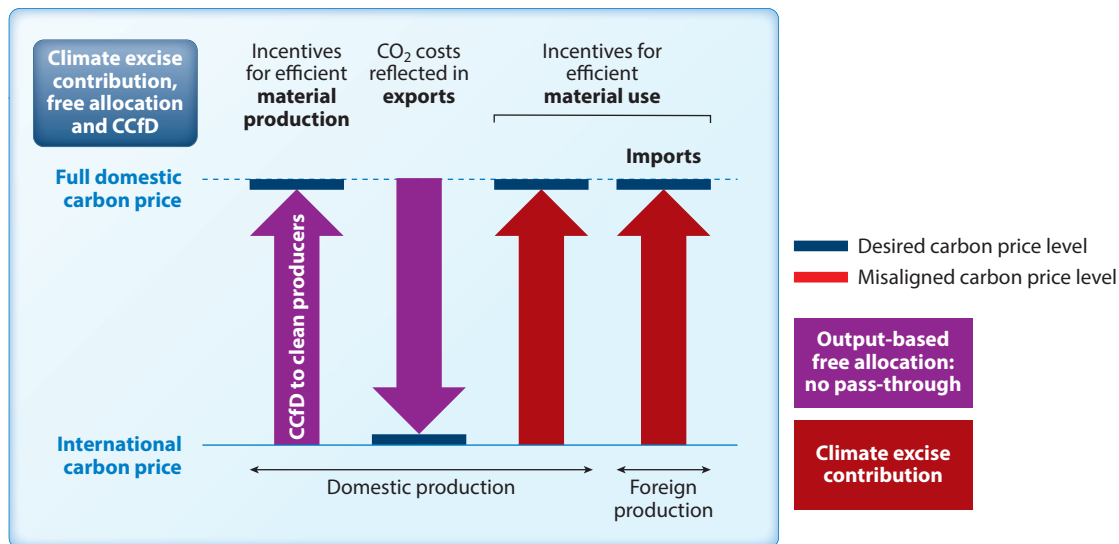 Climate excise
contribution,
free allocation
and CCfD
Incentives
for efficient
material
production
CO₂ costs
reflected in
exports
Incentives for
efficient
material use
Imports
Full domestic
carbon price
CCfD to clean producers
International
carbon price
Domestic production
Foreign
production
Desired carbon price level
Misaligned carbon price level
Output-based
free allocation:
no pass-through
Climate excise
contribution